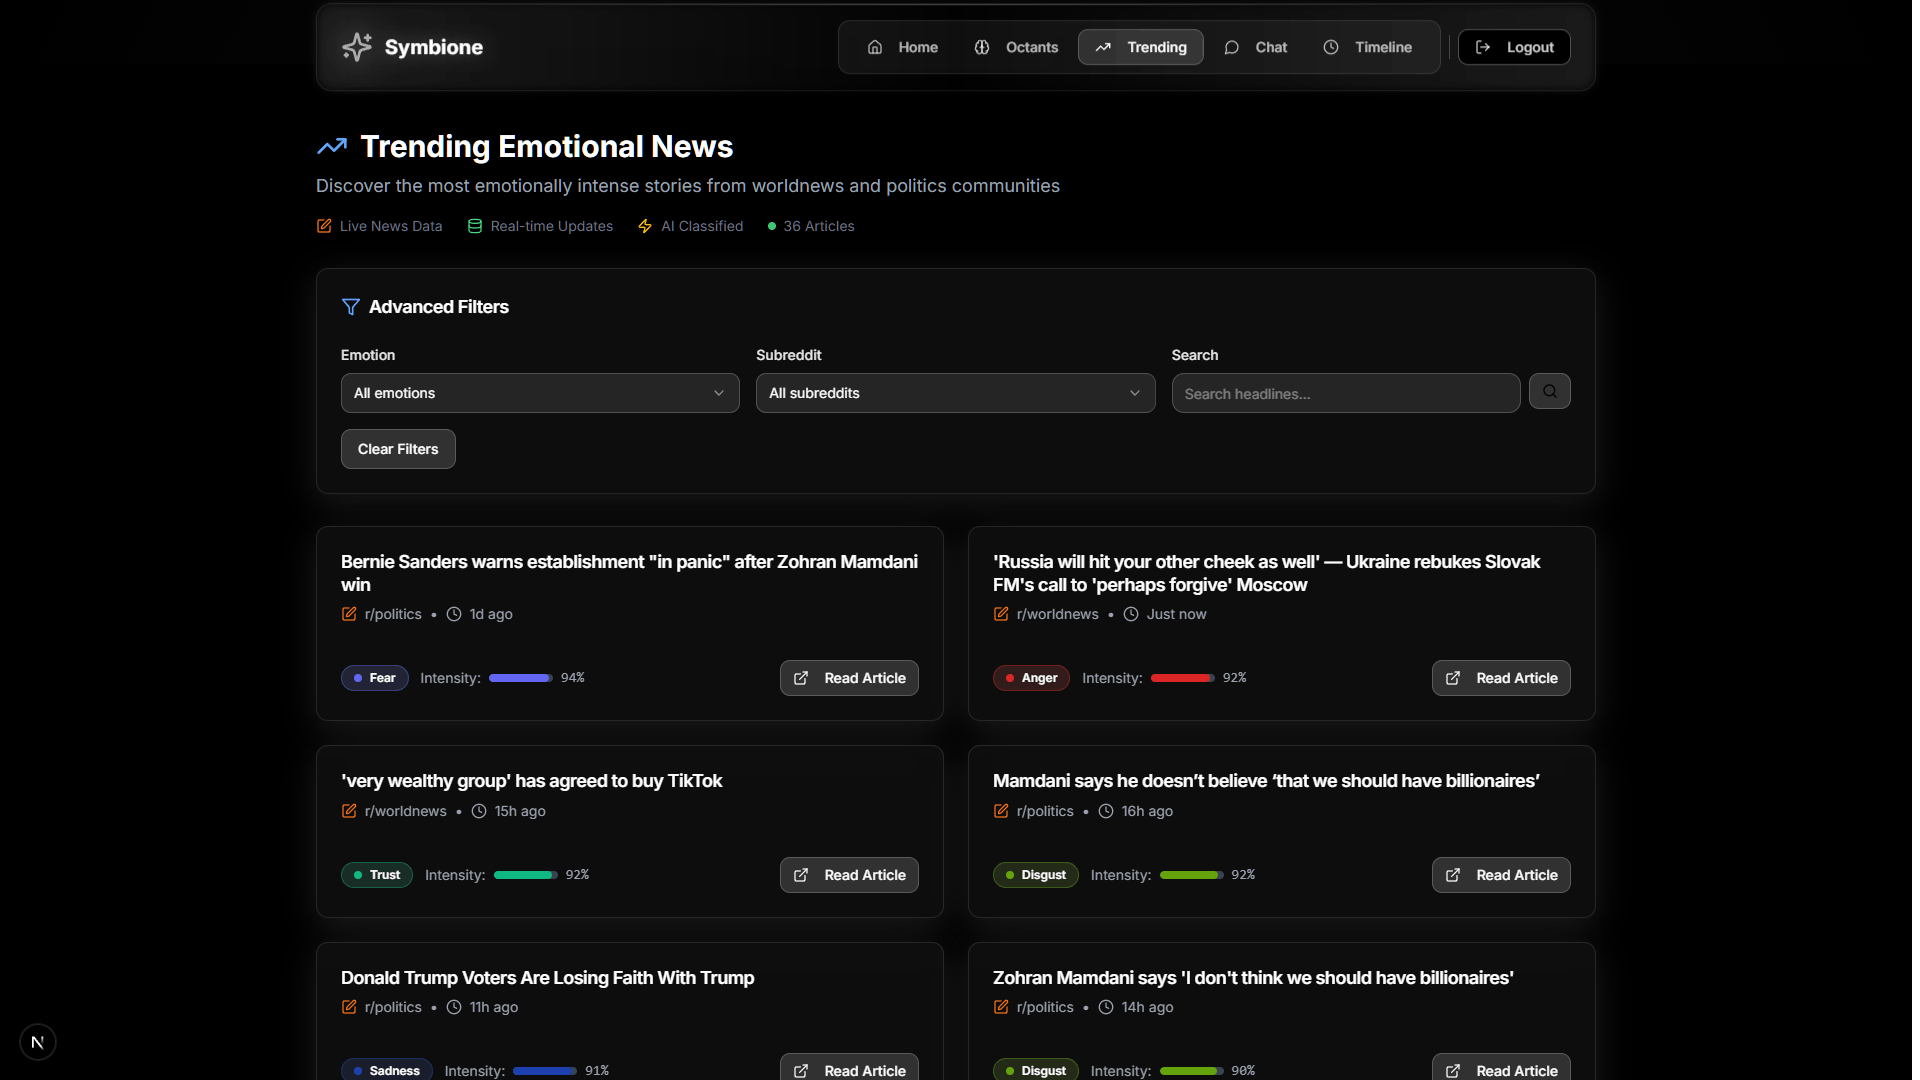 Symbione
Home
Octants
Trending
Chat
Timeline
Logout
Trending Emotional News
Discover the most emotionally intense stories from worldnews and politics communities
Live News Data
Real-time Updates
AI Classified
36 Articles
Advanced Filters
Emotion
Subreddit
Search
All emotions
All subreddits
Search headlines...
Clear Filters
Bernie Sanders warns establishment "in panic" after Zohran Mamdani
win
r/politics • 1d ago
Fear
Intensity: 94%
Read Article
'Russia will hit your other cheek as well' — Ukraine rebukes Slovak
FM's call to 'perhaps forgive' Moscow
r/worldnews • Just now
Anger
Intensity: 92%
Read Article
'very wealthy group' has agreed to buy TikTok
r/worldnews • 15h ago
Trust
Intensity: 92%
Read Article
Mamdani says he doesn’t believe ‘that we should have billionaires’
r/politics • 16h ago
Disgust
Intensity: 92%
Read Article
Donald Trump Voters Are Losing Faith With Trump
r/politics • 11h ago
Sadness
Intensity: 91%
Read Article
Zohran Mamdani says 'I don't think we should have billionaires'
r/politics • 14h ago
Disgust
Intensity: 90%
Read Article
N